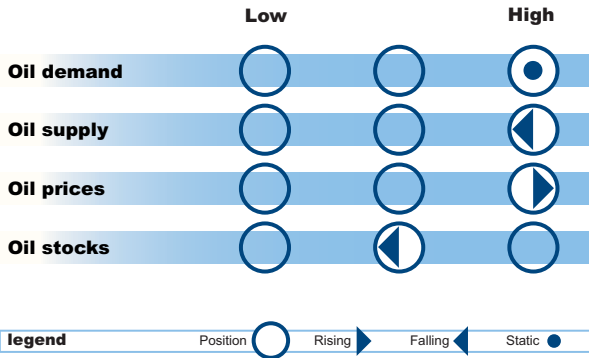 Low High
Oil demand
Oil supply
Oil prices
Oil stocks
legend Position Rising Falling Static